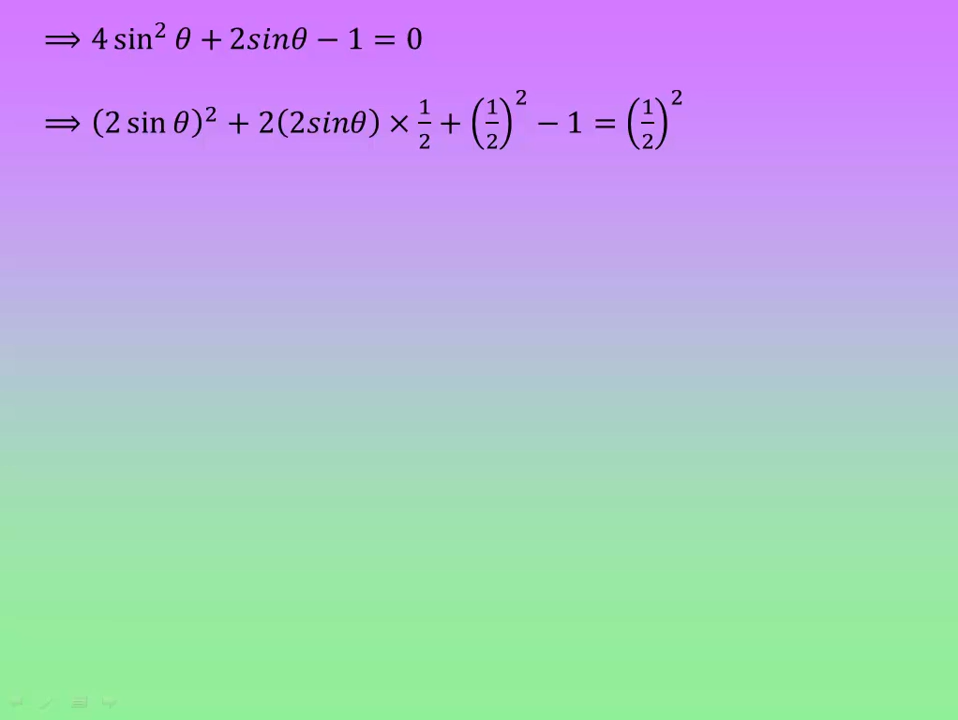 ⟹ 4 sin² θ + 2sinθ − 1 = 0
⟹ (2 sin θ)² + 2(2sinθ) × 1/2 + (1/2)² − 1 = (1/2)²